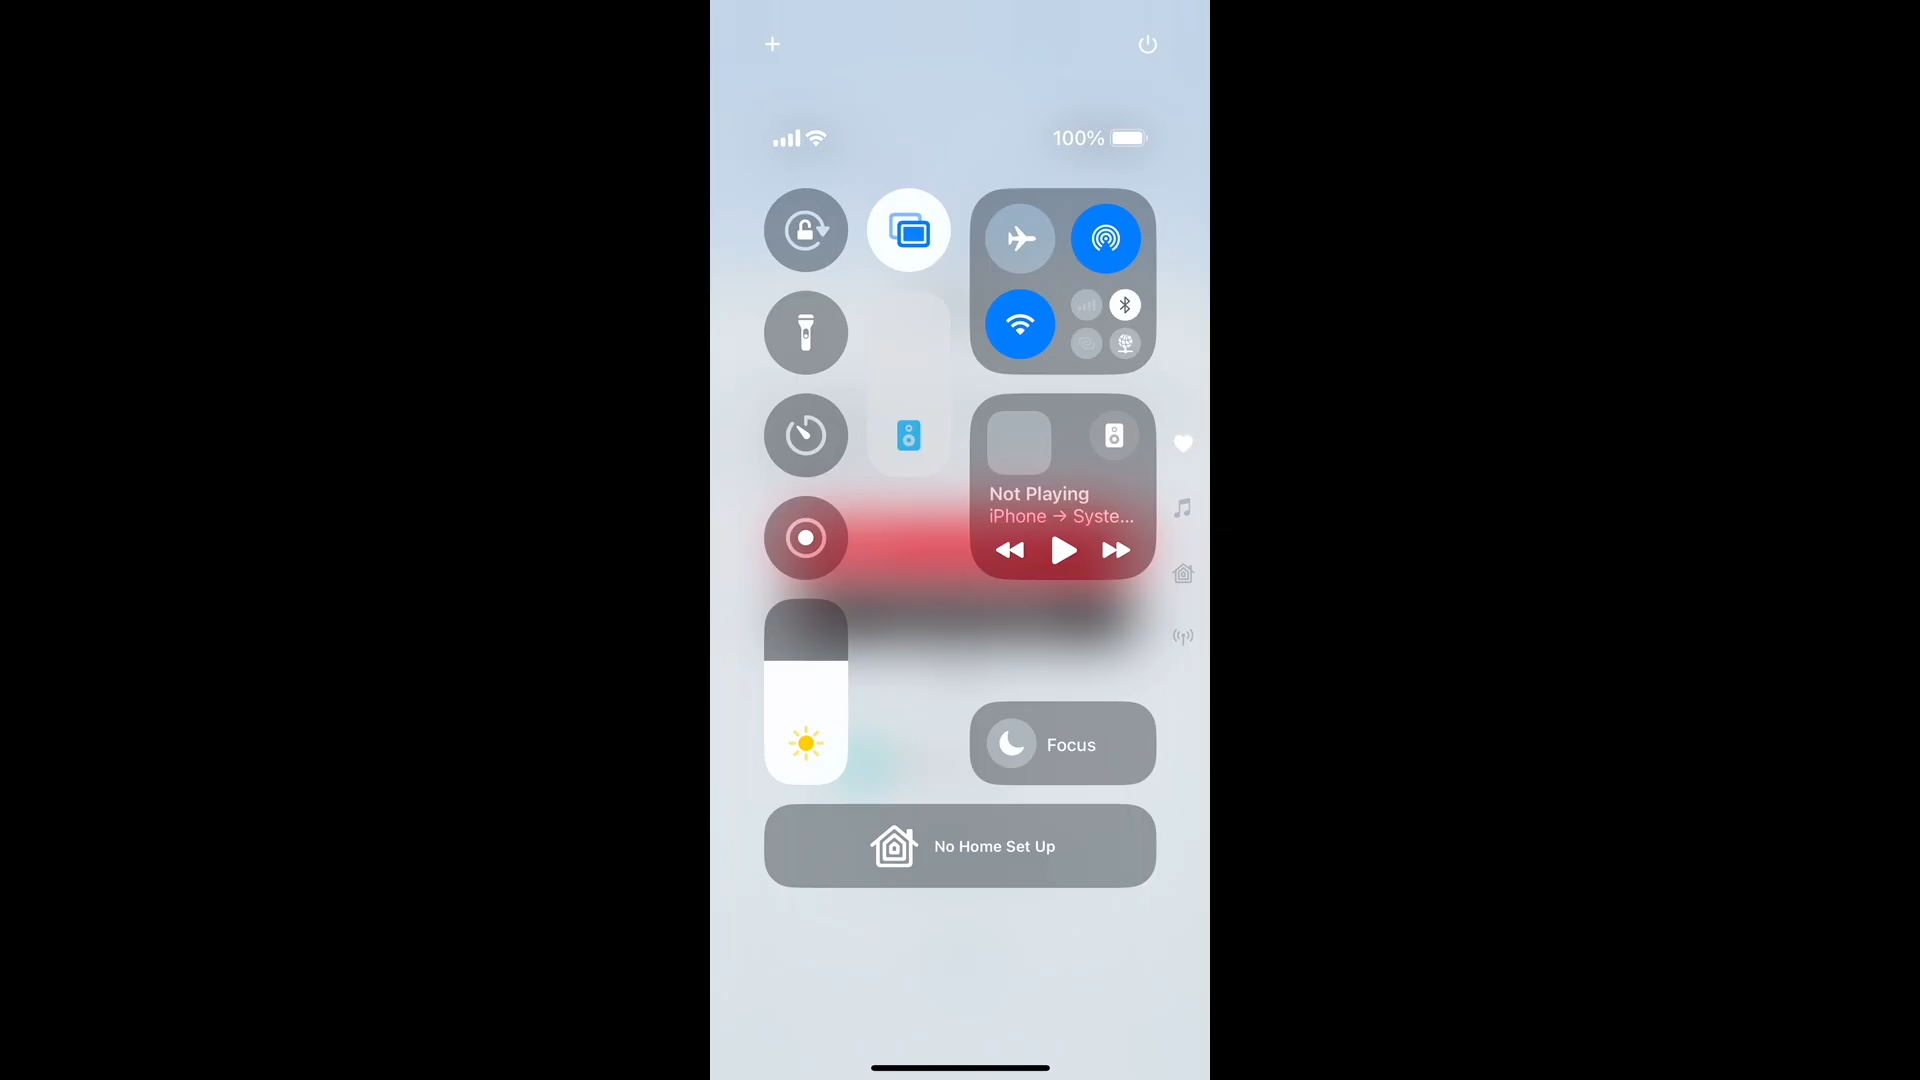 100%
Not Playing
iPhone → Syste...
Focus
No Home Set Up